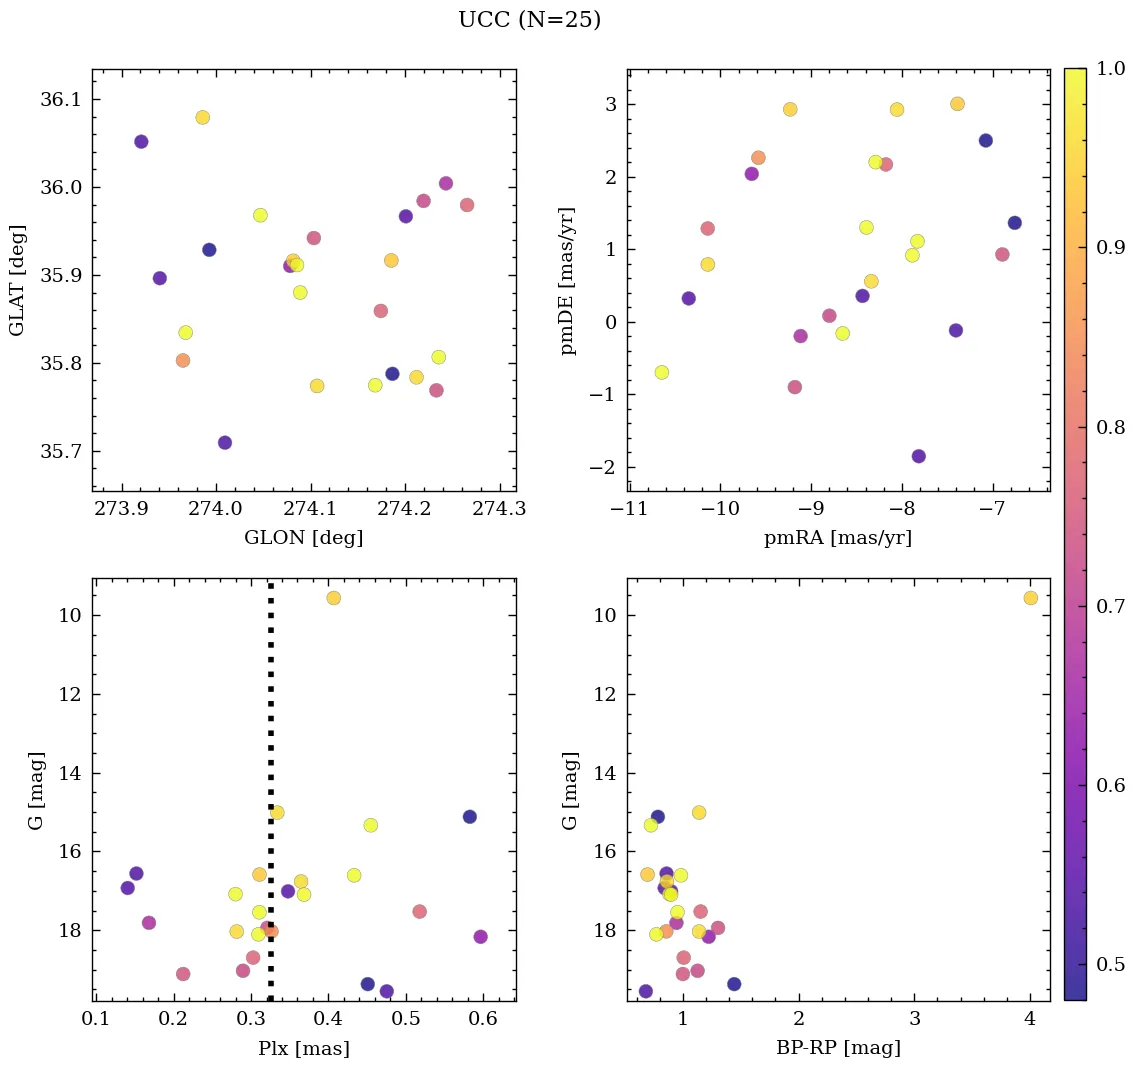 UCC (N=25)
36.1
36.0
35.9
35.8
35.7
GLAT [deg]
273.9 274.0 274.1 274.2 274.3
GLON [deg]
3
2
1
0
−1
−2
pmDE [mas/yr]
−11 −10 −9 −8 −7
pmRA [mas/yr]
10
12
14
16
18
G [mag]
0.1 0.2 0.3 0.4 0.5 0.6
Plx [mas]
10
12
14
16
18
G [mag]
1 2 3 4
BP-RP [mag]
1.0
0.9
0.8
0.7
0.6
0.5